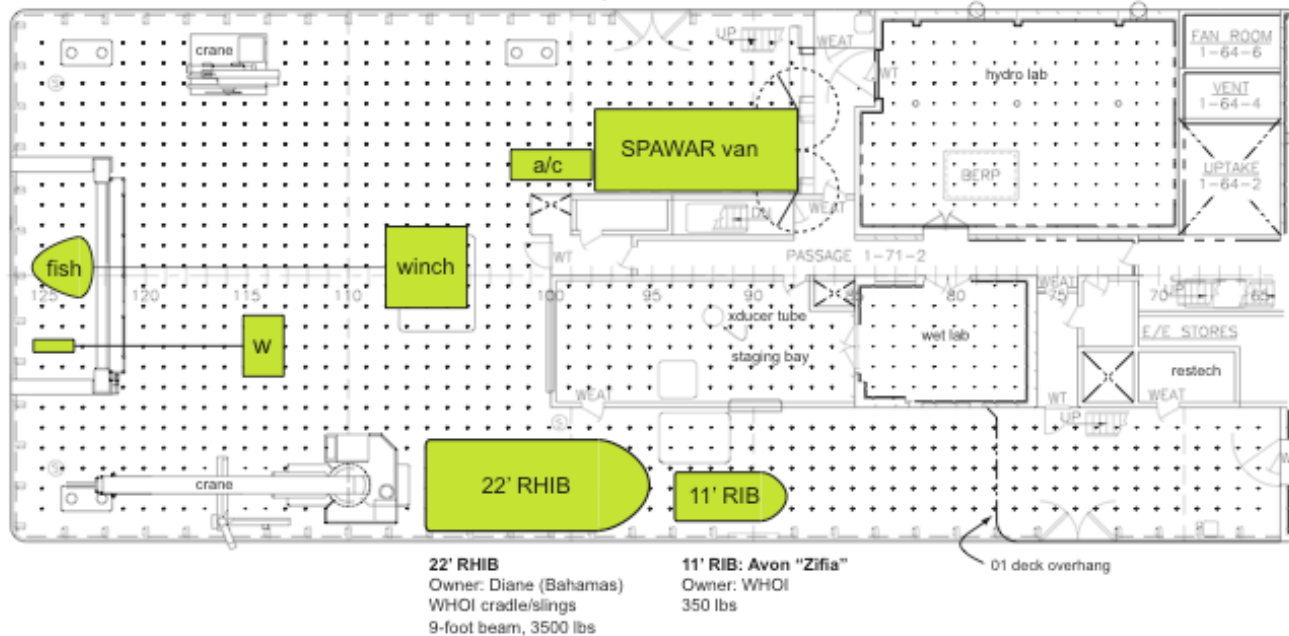 crane
UP
WEAT
WT
hydro lab
FAN ROOM
1-64-6
VENT
1-64-4
UPTAKE
1-64-2
BERP
SPAWAR van
a/c
DN
WEAT
S
fish
winch
WT
PASSAGE 1-71-2
125 120 115 110 100 95 90 85 80 75 70 65
WEAT
UP
w
xducer tube
staging bay
wet lab
E/E STORES
restech
WEAT
WT
UP
WEAT
S
S
crane
22' RHIB
11' RIB
W
01 deck overhang
22' RHIB
Owner: Diane (Bahamas)
WHOI cradle/slings
9-foot beam, 3500 lbs
11' RIB: Avon "Zifia"
Owner: WHOI
350 lbs